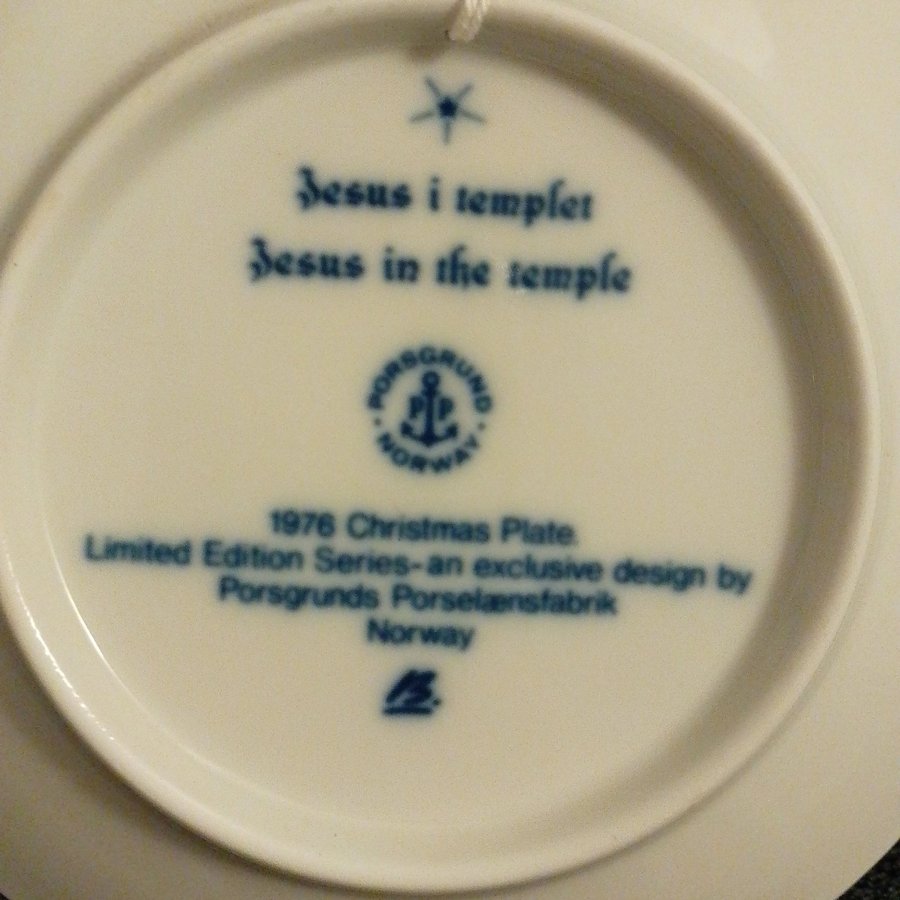 Jesus i templet
Jesus in the temple
PORSGRUND
P P
· NORWAY ·
1976 Christmas Plate.
Limited Edition Series-an exclusive design by
Porsgrunds Porselænsfabrik
Norway